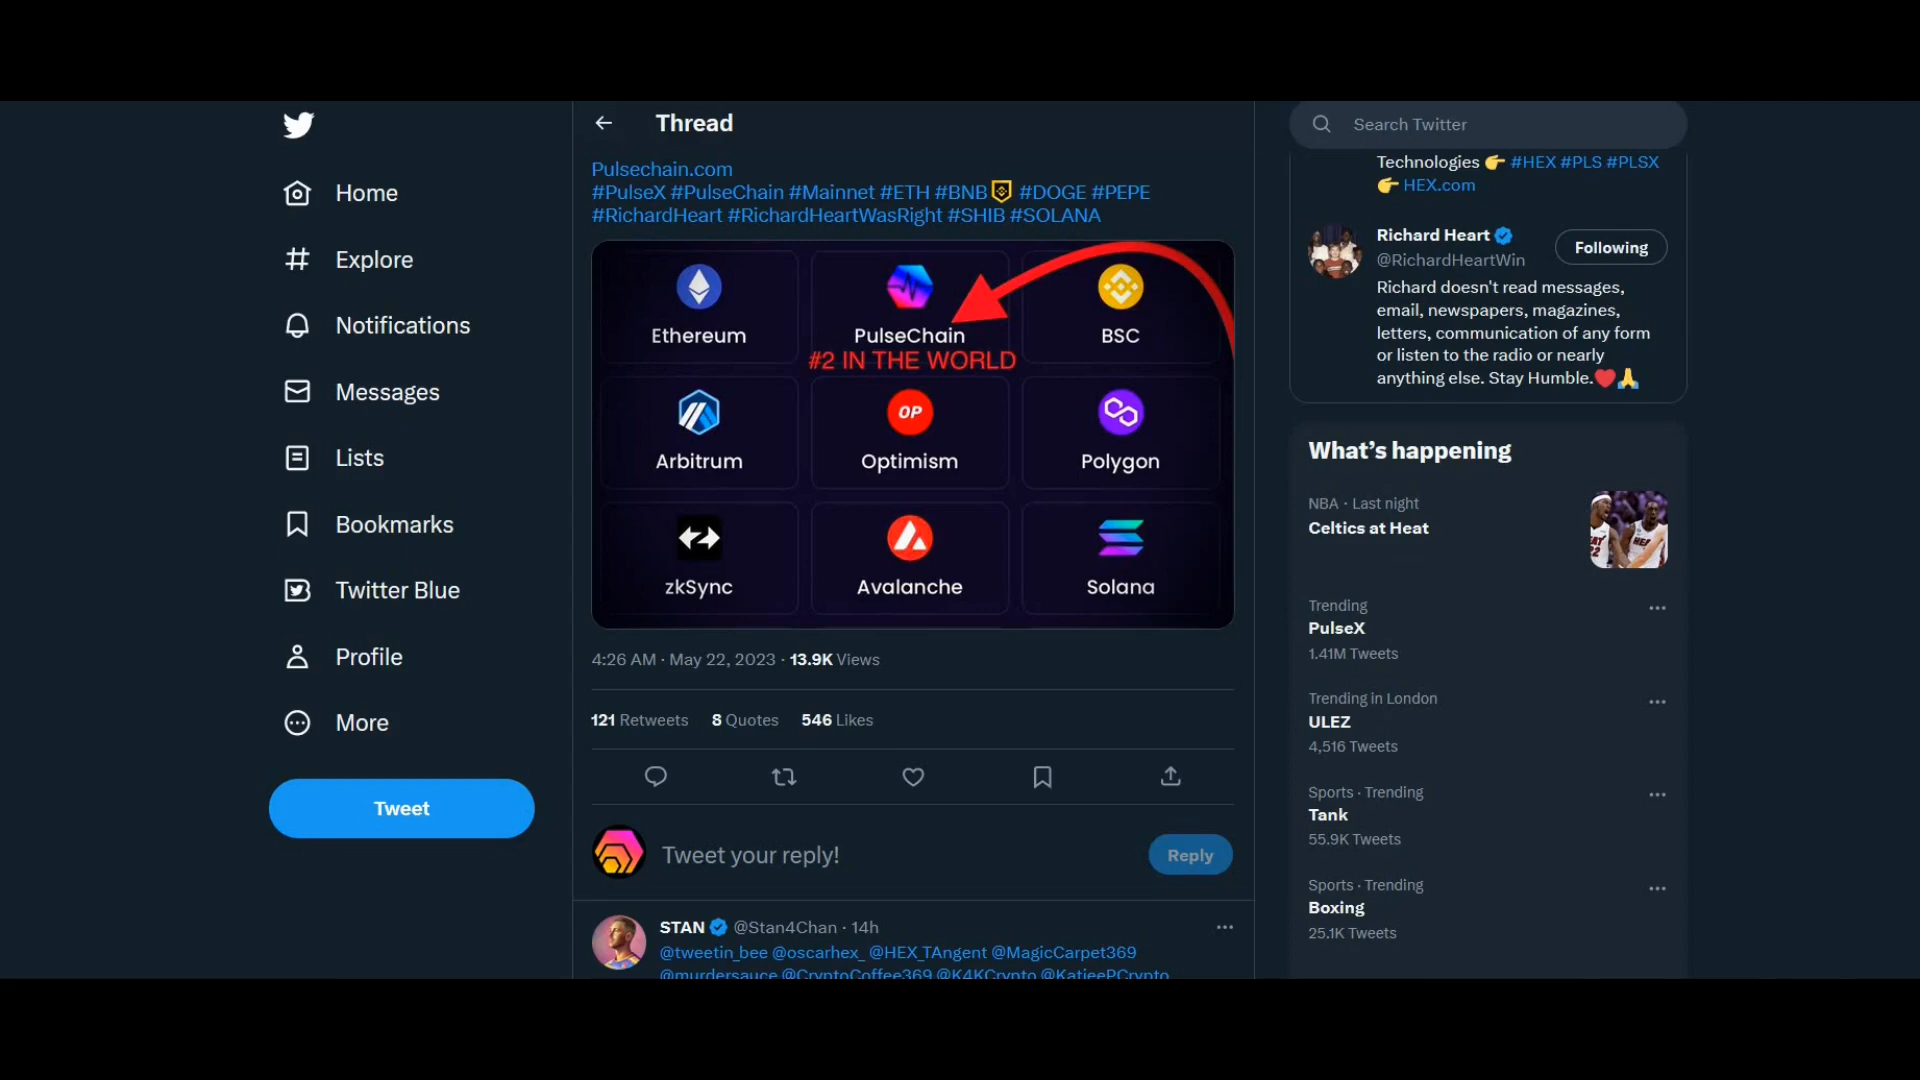 Home
Explore
Notifications
Messages
Lists
Bookmarks
Twitter Blue
Profile
More
Tweet
Thread
Pulsechain.com
#PulseX #PulseChain #Mainnet #ETH #BNB #DOGE #PEPE
#RichardHeart #RichardHeartWasRight #SHIB #SOLANA
Ethereum
PulseChain
BSC
#2 IN THE WORLD
Arbitrum
OP
Optimism
Polygon
zkSync
Avalanche
Solana
4:26 AM · May 22, 2023 · 13.9K Views
121 Retweets 8 Quotes 546 Likes
Tweet your reply!
Reply
STAN @Stan4Chan · 14h
@tweetin_bee @oscarhex_ @HEX_TAngent @MagicCarpet369
@murdersauce @CryptoCoffee369 @K4KCrypto @KatieePCrypto
Search Twitter
Technologies 👉 #HEX #PLS #PLSX
👉 HEX.com
Richard Heart
Following
@RichardHeartWin
Richard doesn't read messages,
email, newspapers, magazines,
letters, communication of any form
or listen to the radio or nearly
anything else. Stay Humble.❤️🙏
What's happening
NBA · Last night
Celtics at Heat
Trending
PulseX
1.41M Tweets
Trending in London
ULEZ
4,516 Tweets
Sports · Trending
Tank
55.9K Tweets
Sports · Trending
Boxing
25.1K Tweets